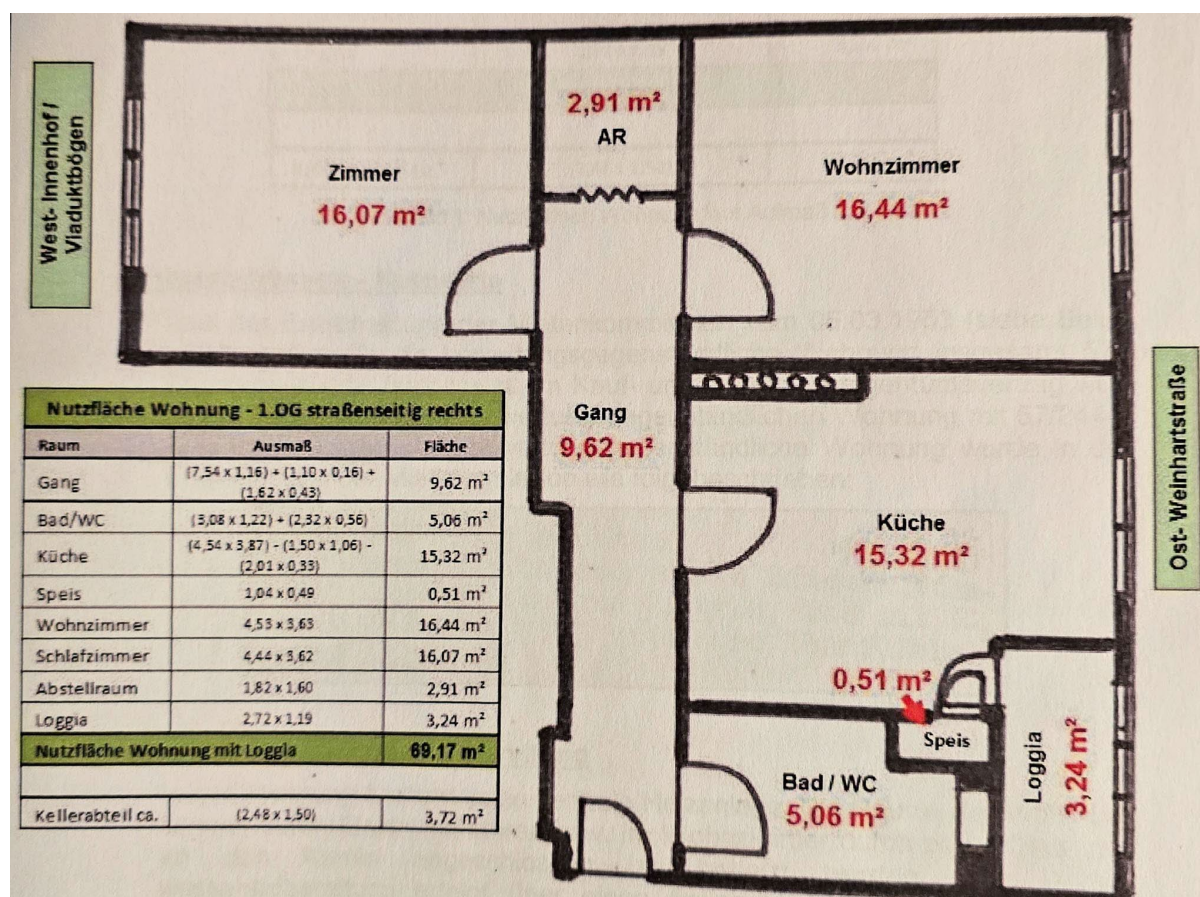 West- Innenhof /
Viaduktbögen
2,91 m²
AR
Zimmer
16,07 m²
Wohnzimmer
16,44 m²
Gang
9,62 m²
Küche
15,32 m²
Ost- Weinhartstraße
0,51 m²
Speis
Loggia
3,24 m²
Bad / WC
5,06 m²
Nutzfläche Wohnung - 1.OG straßenseitig rechts
Raum Ausmaß Fläche
Gang (7,54 x 1,16) + (1,10 x 0,16) +
(1,62 x 0,43) 9,62 m²
Bad/WC (3,08 x 1,22) + (2,32 x 0,56) 5,06 m²
Küche (4,54 x 3,87) - (1,50 x 1,06) -
(2,01 x 0,33) 15,32 m²
Speis 1,04 x 0,49 0,51 m²
Wohnzimmer 4,53 x 3,63 16,44 m²
Schlafzimmer 4,44 x 3,62 16,07 m²
Abstellraum 1,82 x 1,60 2,91 m²
Loggia 2,72 x 1,19 3,24 m²
Nutzfläche Wohnung mit Loggia 69,17 m²
Kellerabteil ca. (2,48 x 1,50) 3,72 m²